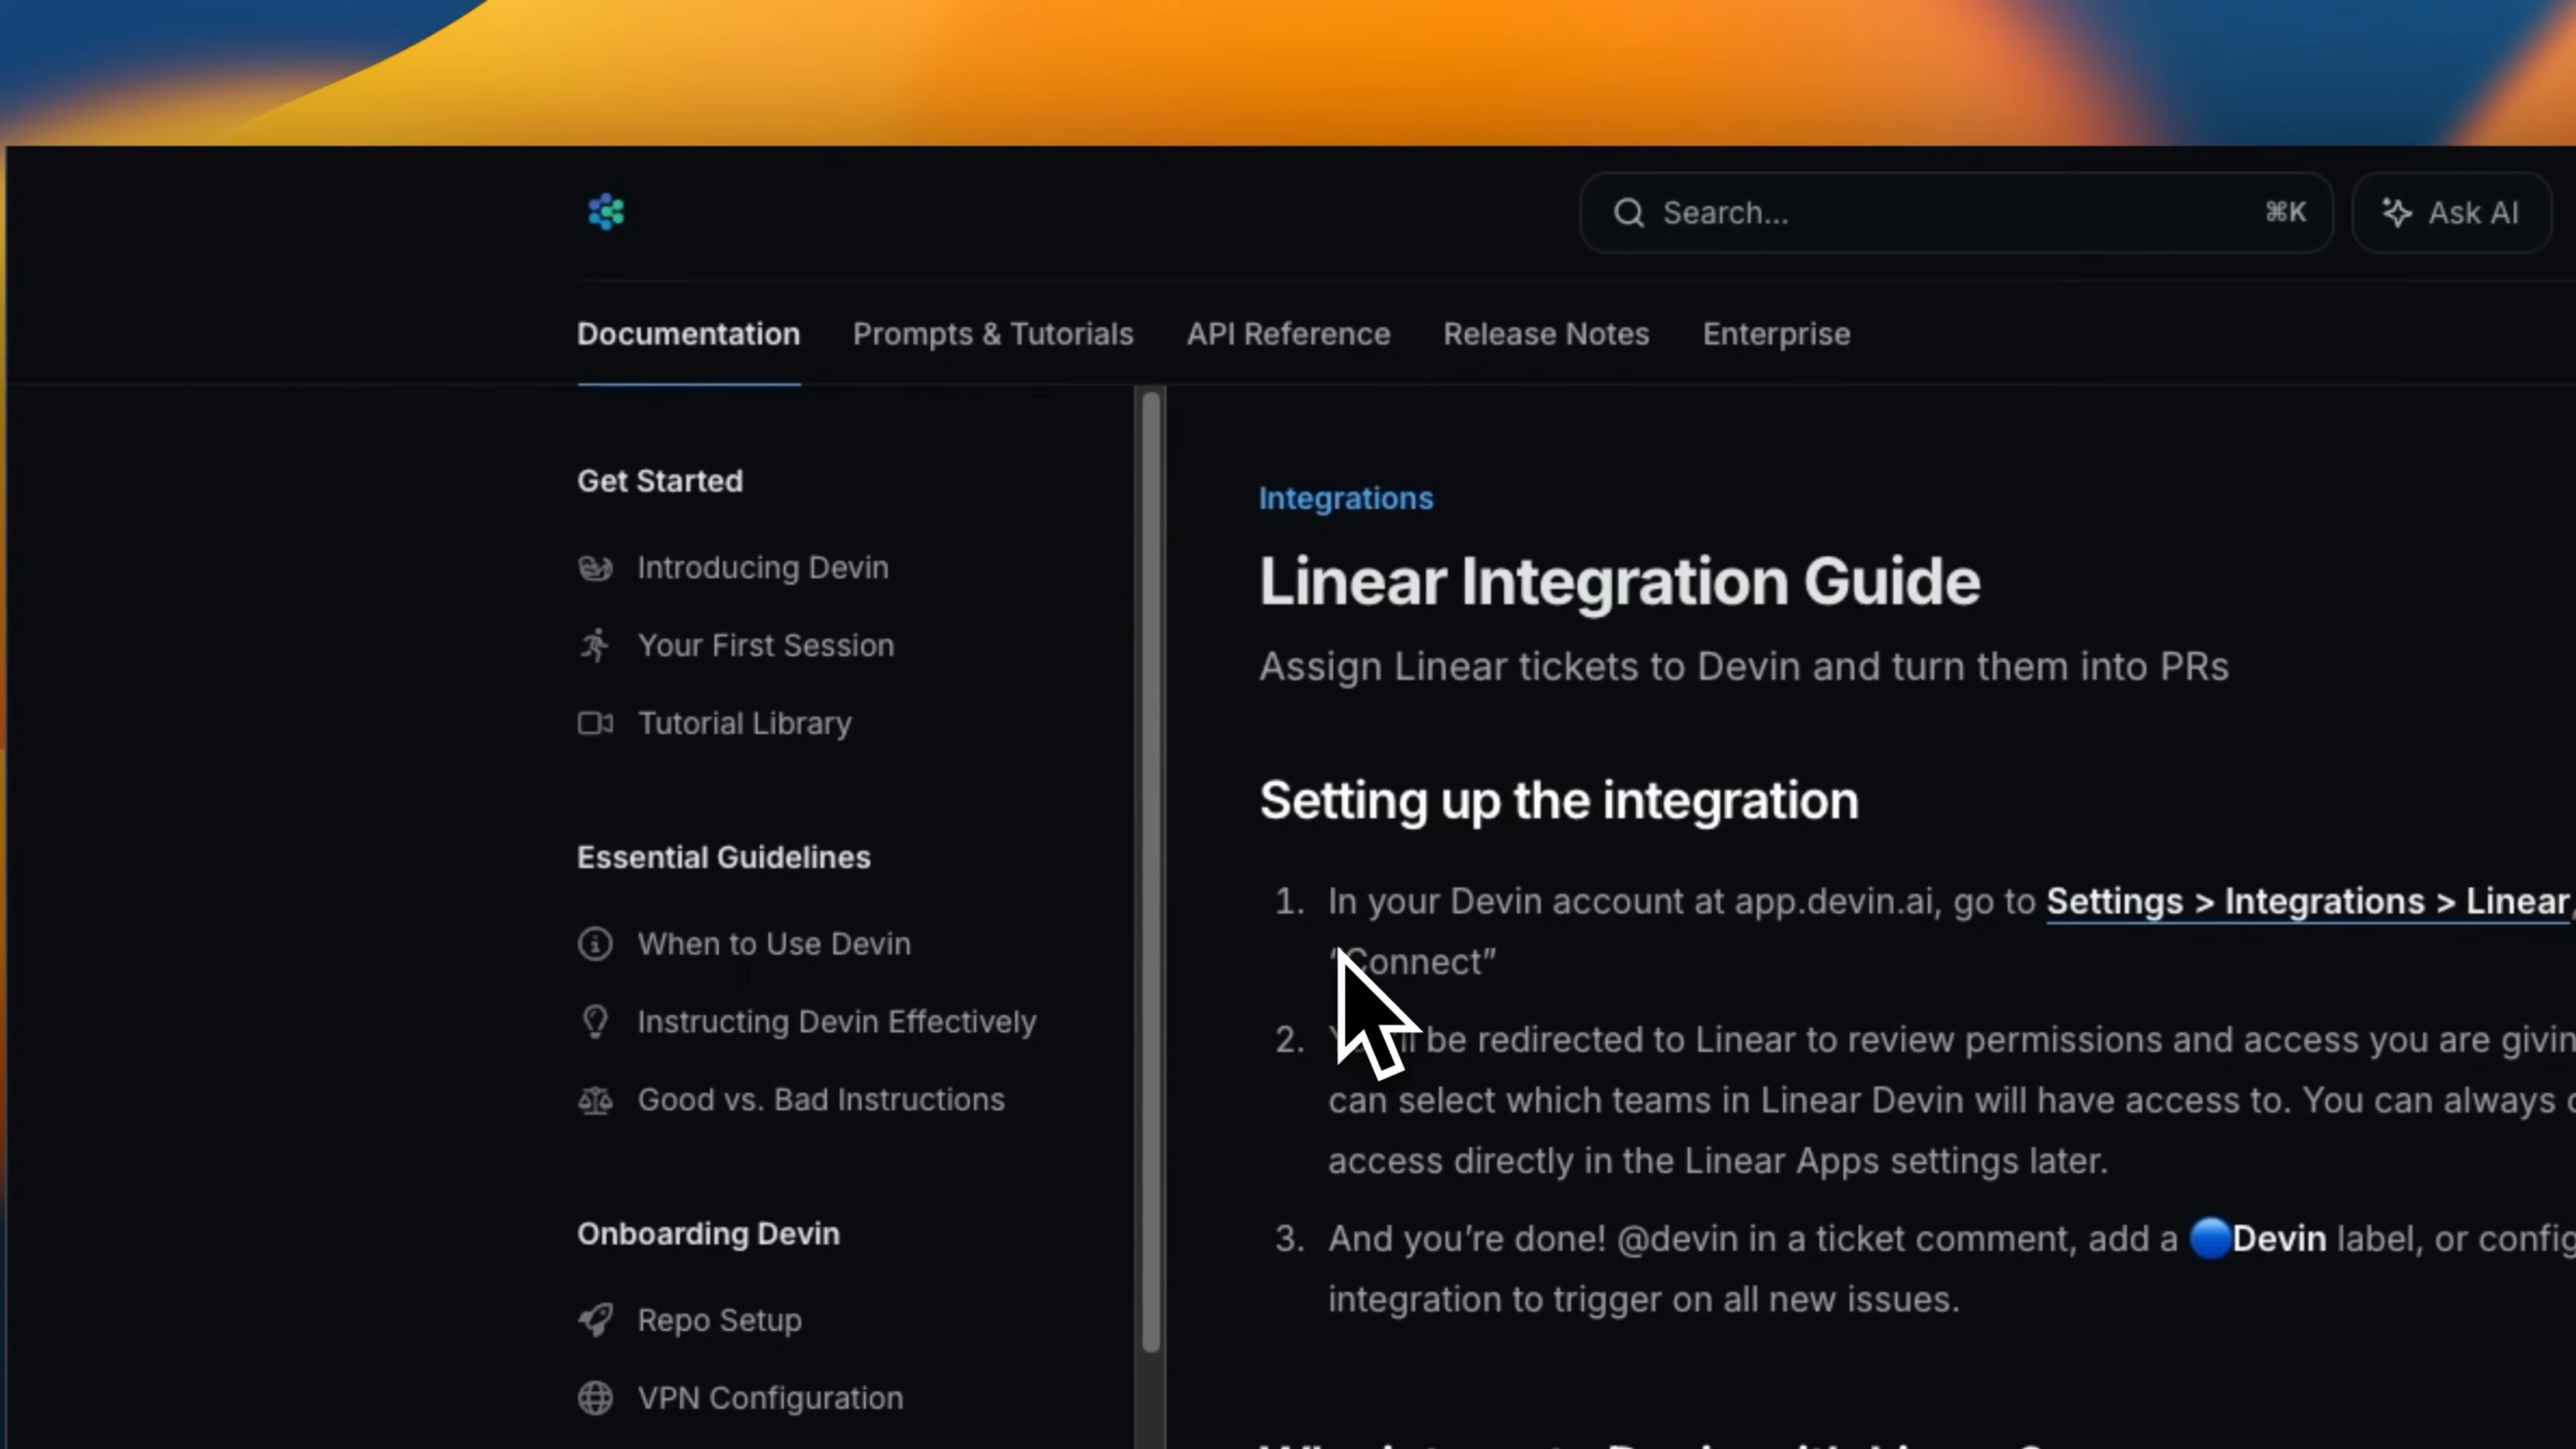 Search...
⌘K
Ask AI
Documentation
Prompts & Tutorials
API Reference
Release Notes
Enterprise
Get Started
Introducing Devin
Your First Session
Tutorial Library
Essential Guidelines
When to Use Devin
Instructing Devin Effectively
Good vs. Bad Instructions
Onboarding Devin
Repo Setup
VPN Configuration
Integrations
Linear Integration Guide
Assign Linear tickets to Devin and turn them into PRs
Setting up the integration
1. In your Devin account at app.devin.ai, go to Settings > Integrations > Linear,
“Connect”
2. be redirected to Linear to review permissions and access you are
can select which teams in Linear Devin will have access to. You can always
access directly in the Linear Apps settings later.
3. And you’re done! @devin in a ticket comment, add a 🔵Devin label, or
integration to trigger on all new issues.